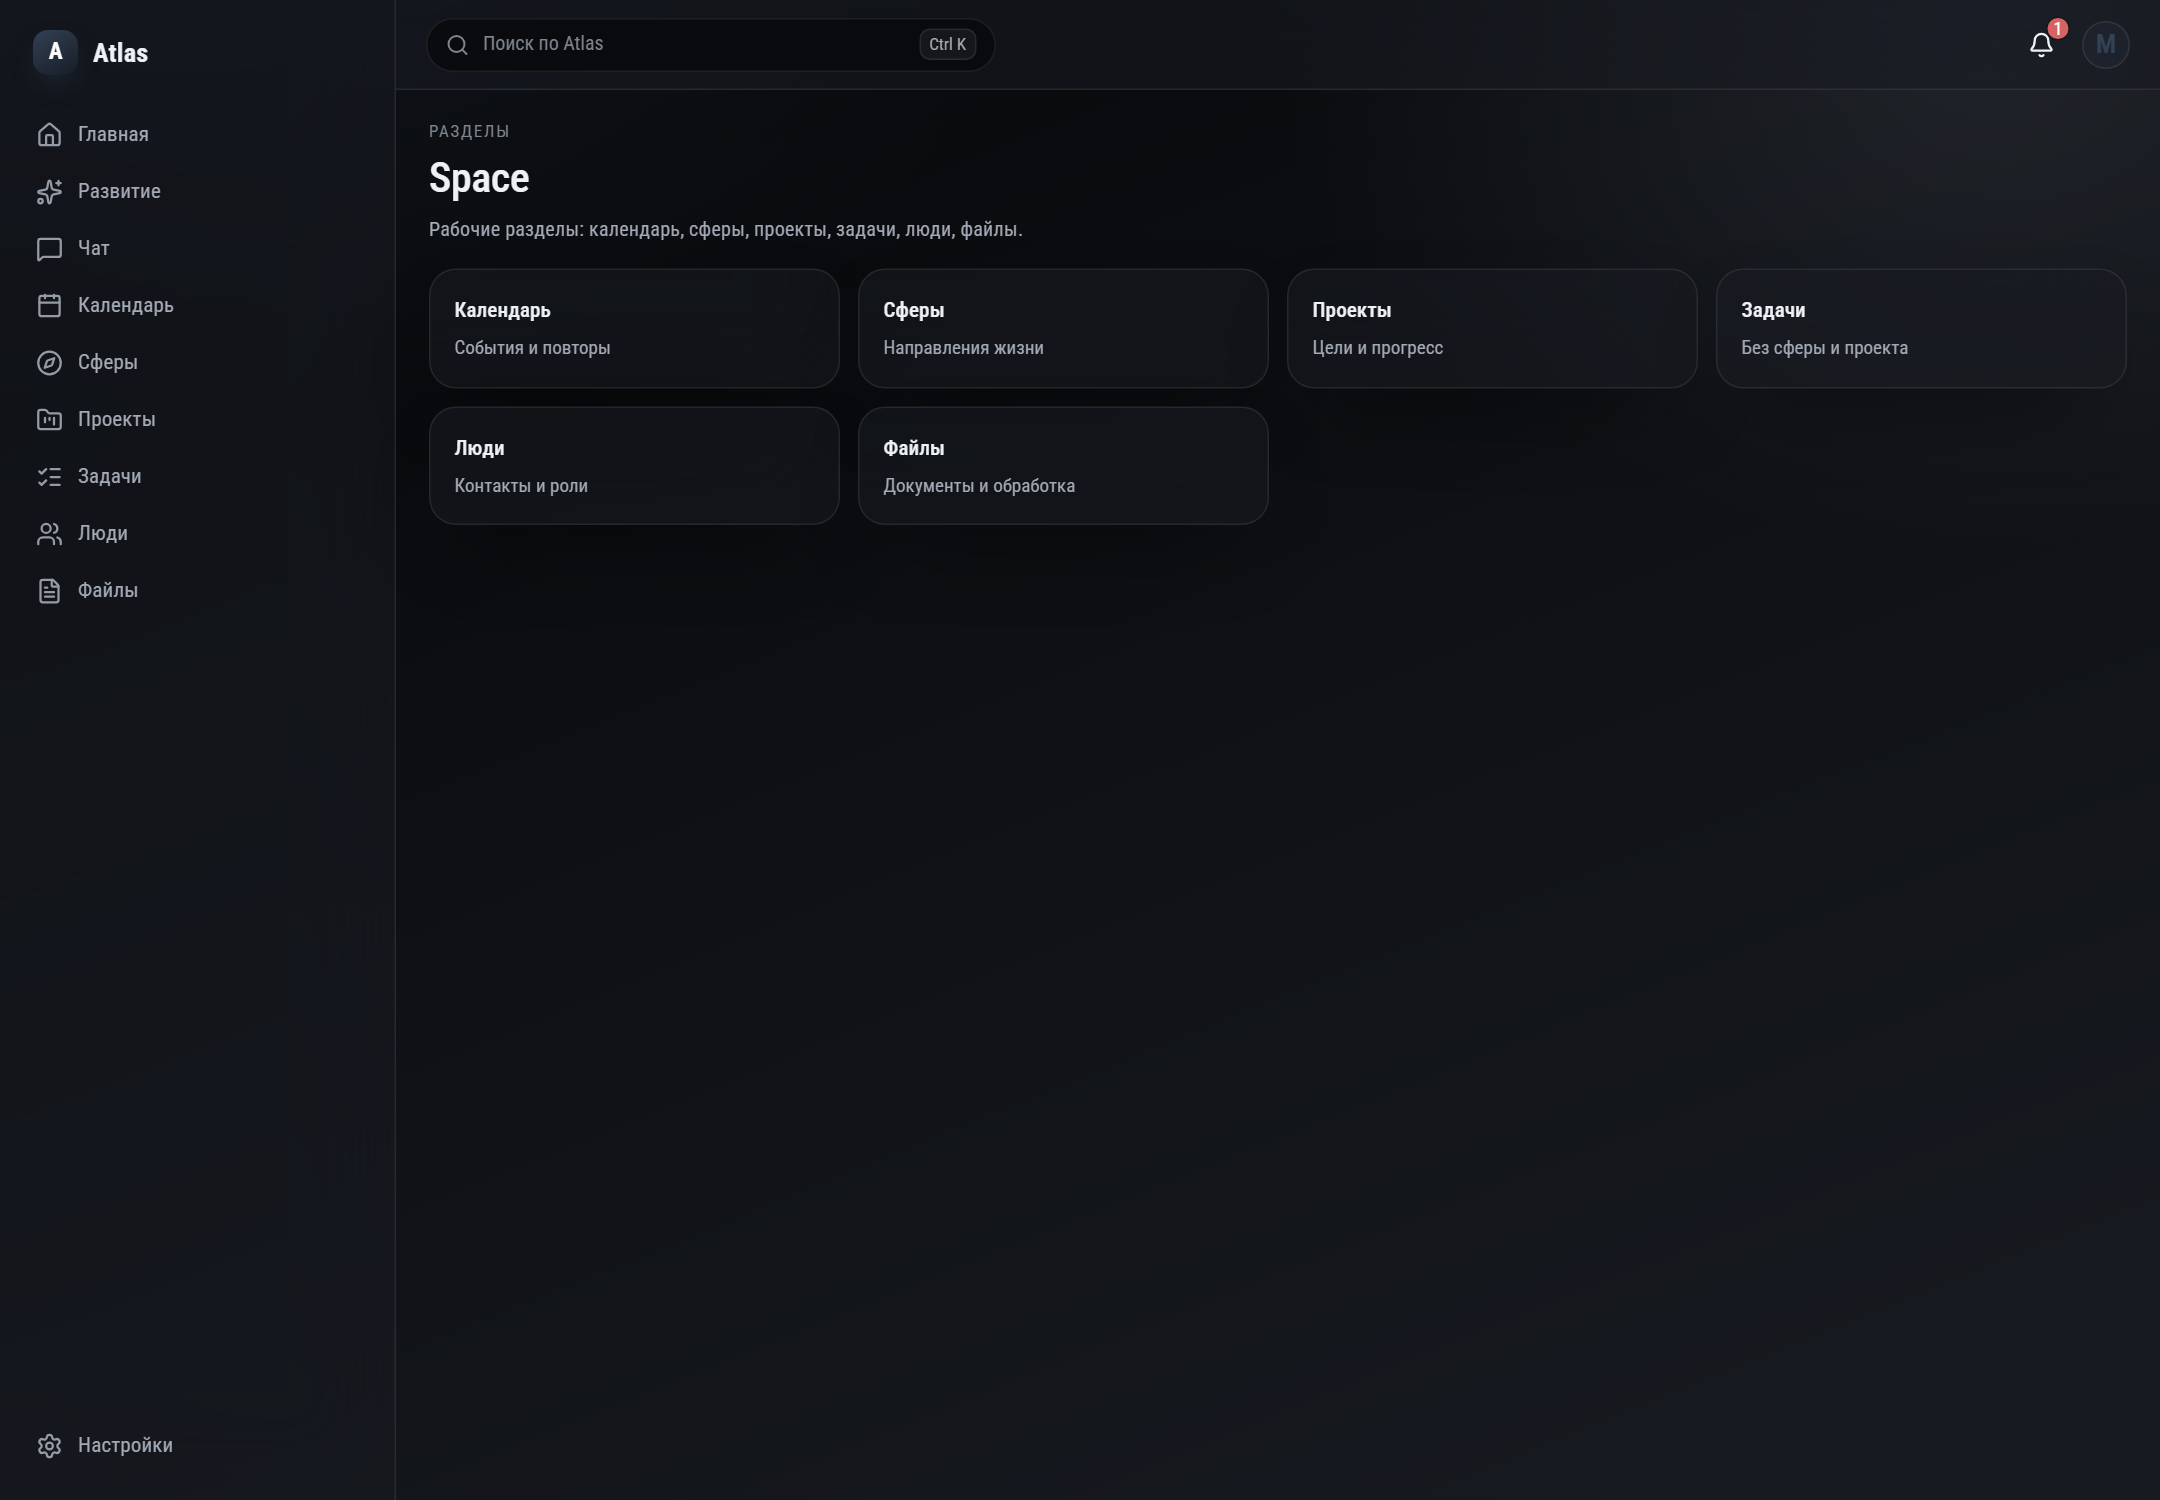 A Atlas
Поиск по Atlas Ctrl K
1
M
Главная
Развитие
Чат
Календарь
Сферы
Проекты
Задачи
Люди
Файлы
Настройки
РАЗДЕЛЫ
Space
Рабочие разделы: календарь, сферы, проекты, задачи, люди, файлы.
Календарь
События и повторы
Сферы
Направления жизни
Проекты
Цели и прогресс
Задачи
Без сферы и проекта
Люди
Контакты и роли
Файлы
Документы и обработка